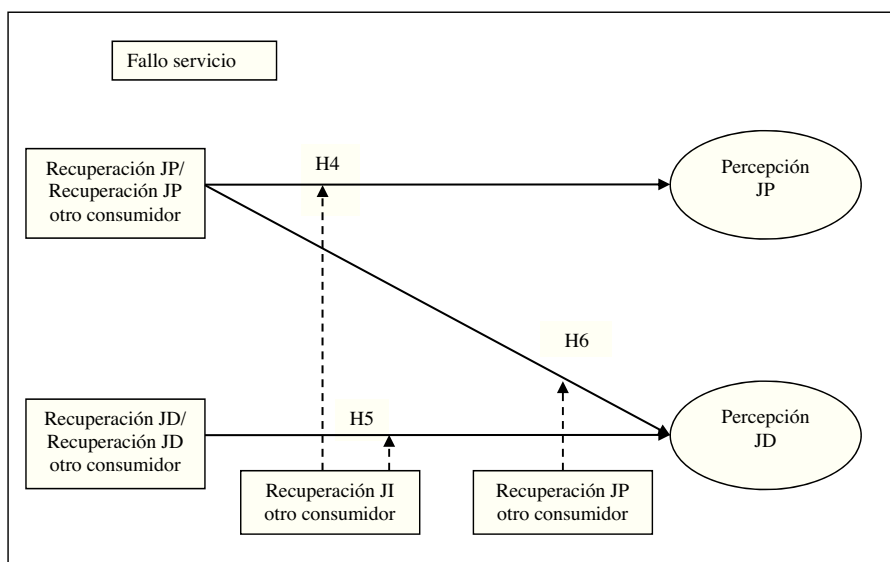 Fallo servicio
Recuperación JP/
Recuperación JP
otro consumidor
H4
Percepción
JP
H6
Recuperación JD/
Recuperación JD
otro consumidor
H5
Percepción
JD
Recuperación JI
otro consumidor
Recuperación JP
otro consumidor